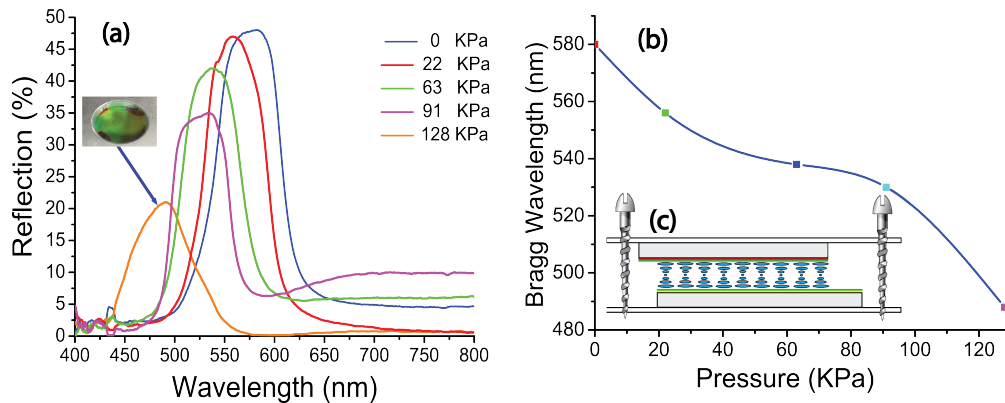 (a)
0 KPa
22 KPa
63 KPa
91 KPa
128 KPa
Reflection (%)
50
45
40
35
30
25
20
15
10
5
0
400 450 500 550 600 650 700 750 800
Wavelength (nm)
(b)
(c)
Bragg Wavelength (nm)
580
560
540
520
500
480
0 20 40 60 80 100 120
Pressure (KPa)